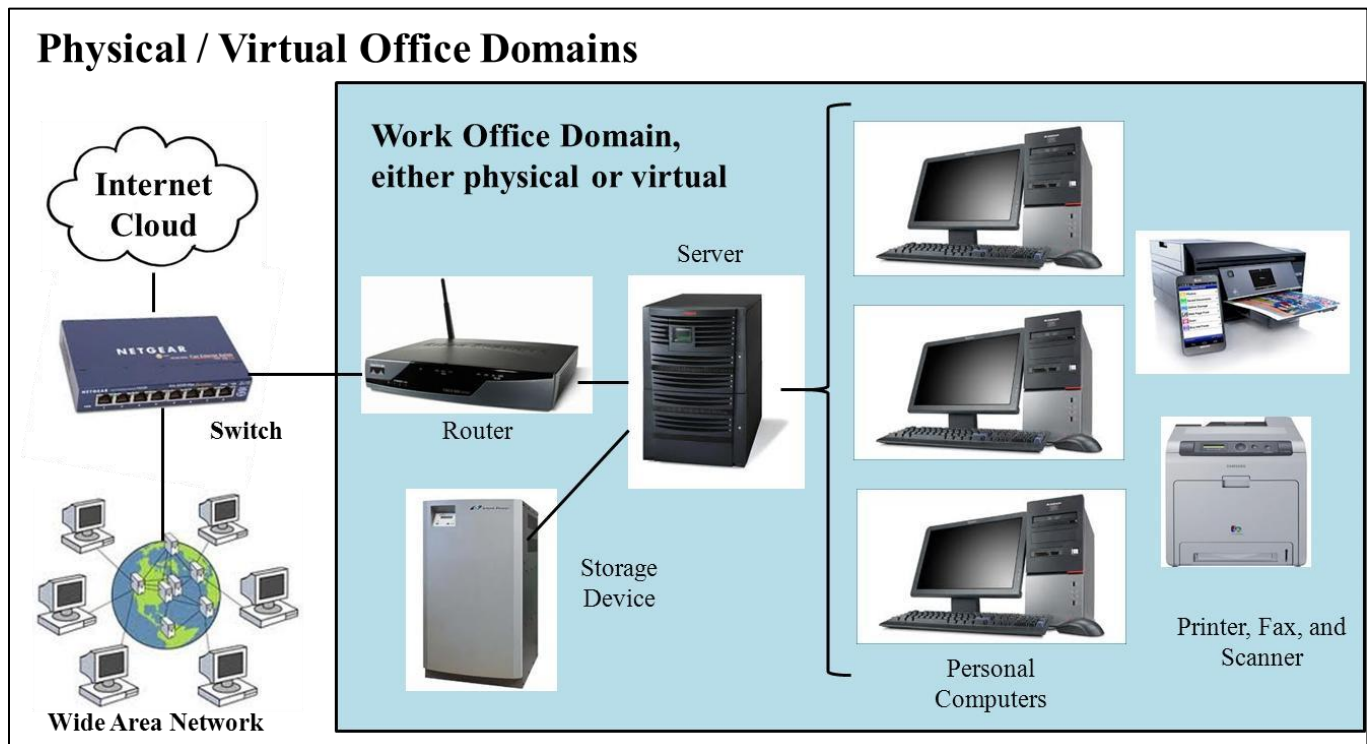 Physical / Virtual Office Domains
Work Office Domain,
either physical or virtual
Internet
Cloud
NETGEAR
Switch
Wide Area Network
Router
Server
Storage
Device
Personal
Computers
Printer, Fax, and
Scanner